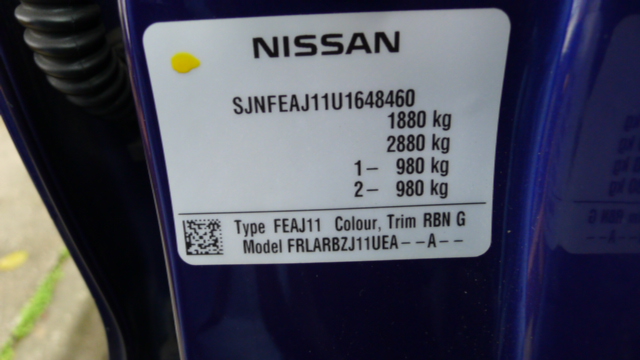 NISSAN
SJNFEAJ11U1648460
1880 kg
2880 kg
1- 980 kg
2- 980 kg
Type FEAJ11 Colour, Trim RBN G
Model FRLARBZJ11UEA--A--